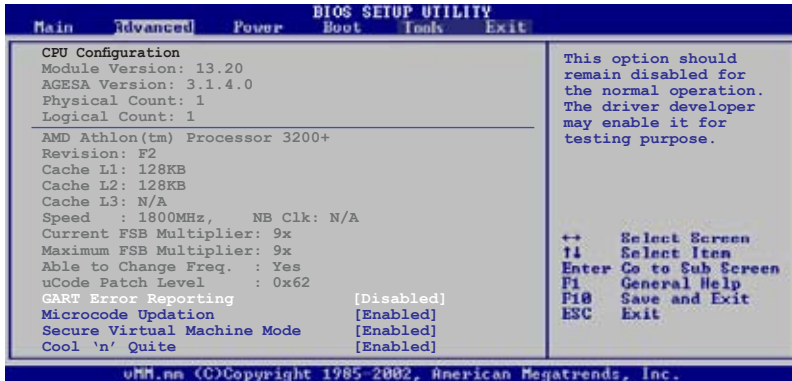 BIOS SETUP UTILITY
Main Advanced Power Boot Tools Exit
CPU Configuration
Module Version: 13.20
AGESA Version: 3.1.4.0
Physical Count: 1
Logical Count: 1
AMD Athlon(tm) Processor 3200+
Revision: F2
Cache L1: 128KB
Cache L2: 128KB
Cache L3: N/A
Speed : 1800MHz, NB Clk: N/A
Current FSB Multiplier: 9x
Maximum FSB Multiplier: 9x
Able to Change Freq. : Yes
uCode Patch Level : 0x62
GART Error Reporting [Disabled]
Microcode Updation [Enabled]
Secure Virtual Machine Mode [Enabled]
Cool ‘n’ Quite [Enabled]
This option should
remain disabled for
the normal operation.
The driver developer
may enable it for
testing purpose.
↔ Select Screen
↑↓ Select Item
Enter Go to Sub Screen
F1 General Help
F10 Save and Exit
ESC Exit
vMM.mm (C)Copyright 1985-2002, American Megatrends, Inc.